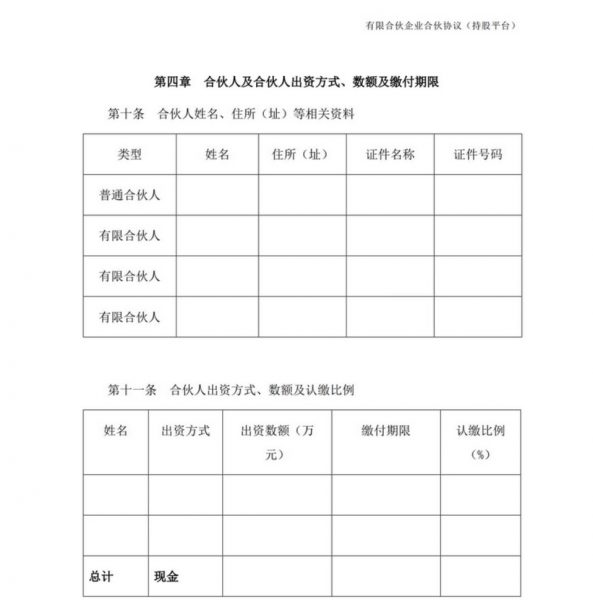 有限合伙企业合伙协议（持股平台）
第四章 合伙人及合伙人出资方式、数额及缴付期限
第十条 合伙人姓名、住所（址）等相关资料
类型 姓名 住所（址） 证件名称 证件号码
普通合伙人
有限合伙人
有限合伙人
有限合伙人
第十一条 合伙人出资方式、数额及认缴比例
姓名 出资方式 出资数额（万 缴付期限 认缴比例
元） （%）
总计 现金